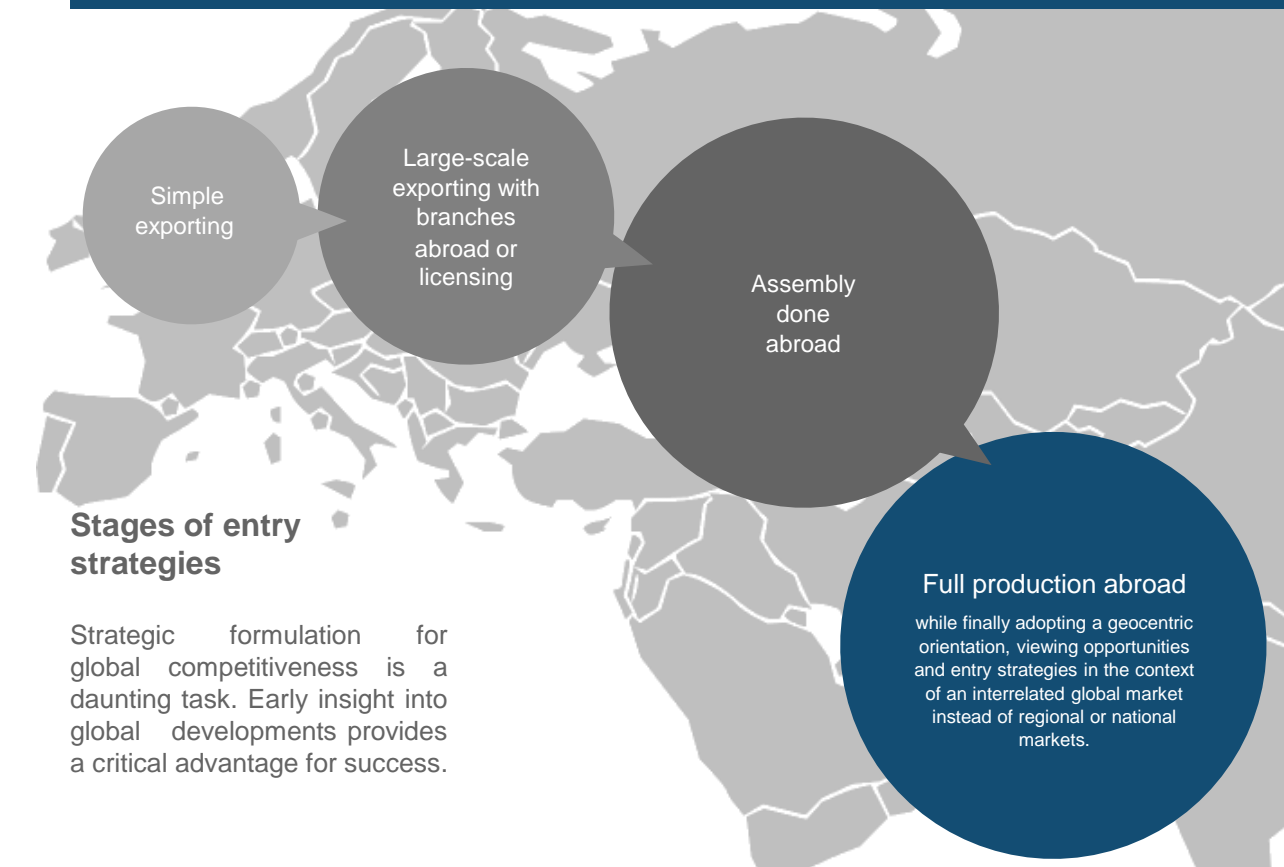 Simple
exporting
Large-scale
exporting with
branches
abroad or
licensing
Assembly
done
abroad
Full production abroad
while finally adopting a geocentric
orientation, viewing opportunities
and entry strategies in the context
of an interrelated global market
instead of regional or national
markets.
Stages of entry
strategies
Strategic formulation for
global competitiveness is a
daunting task. Early insight into
global developments provides
a critical advantage for success.